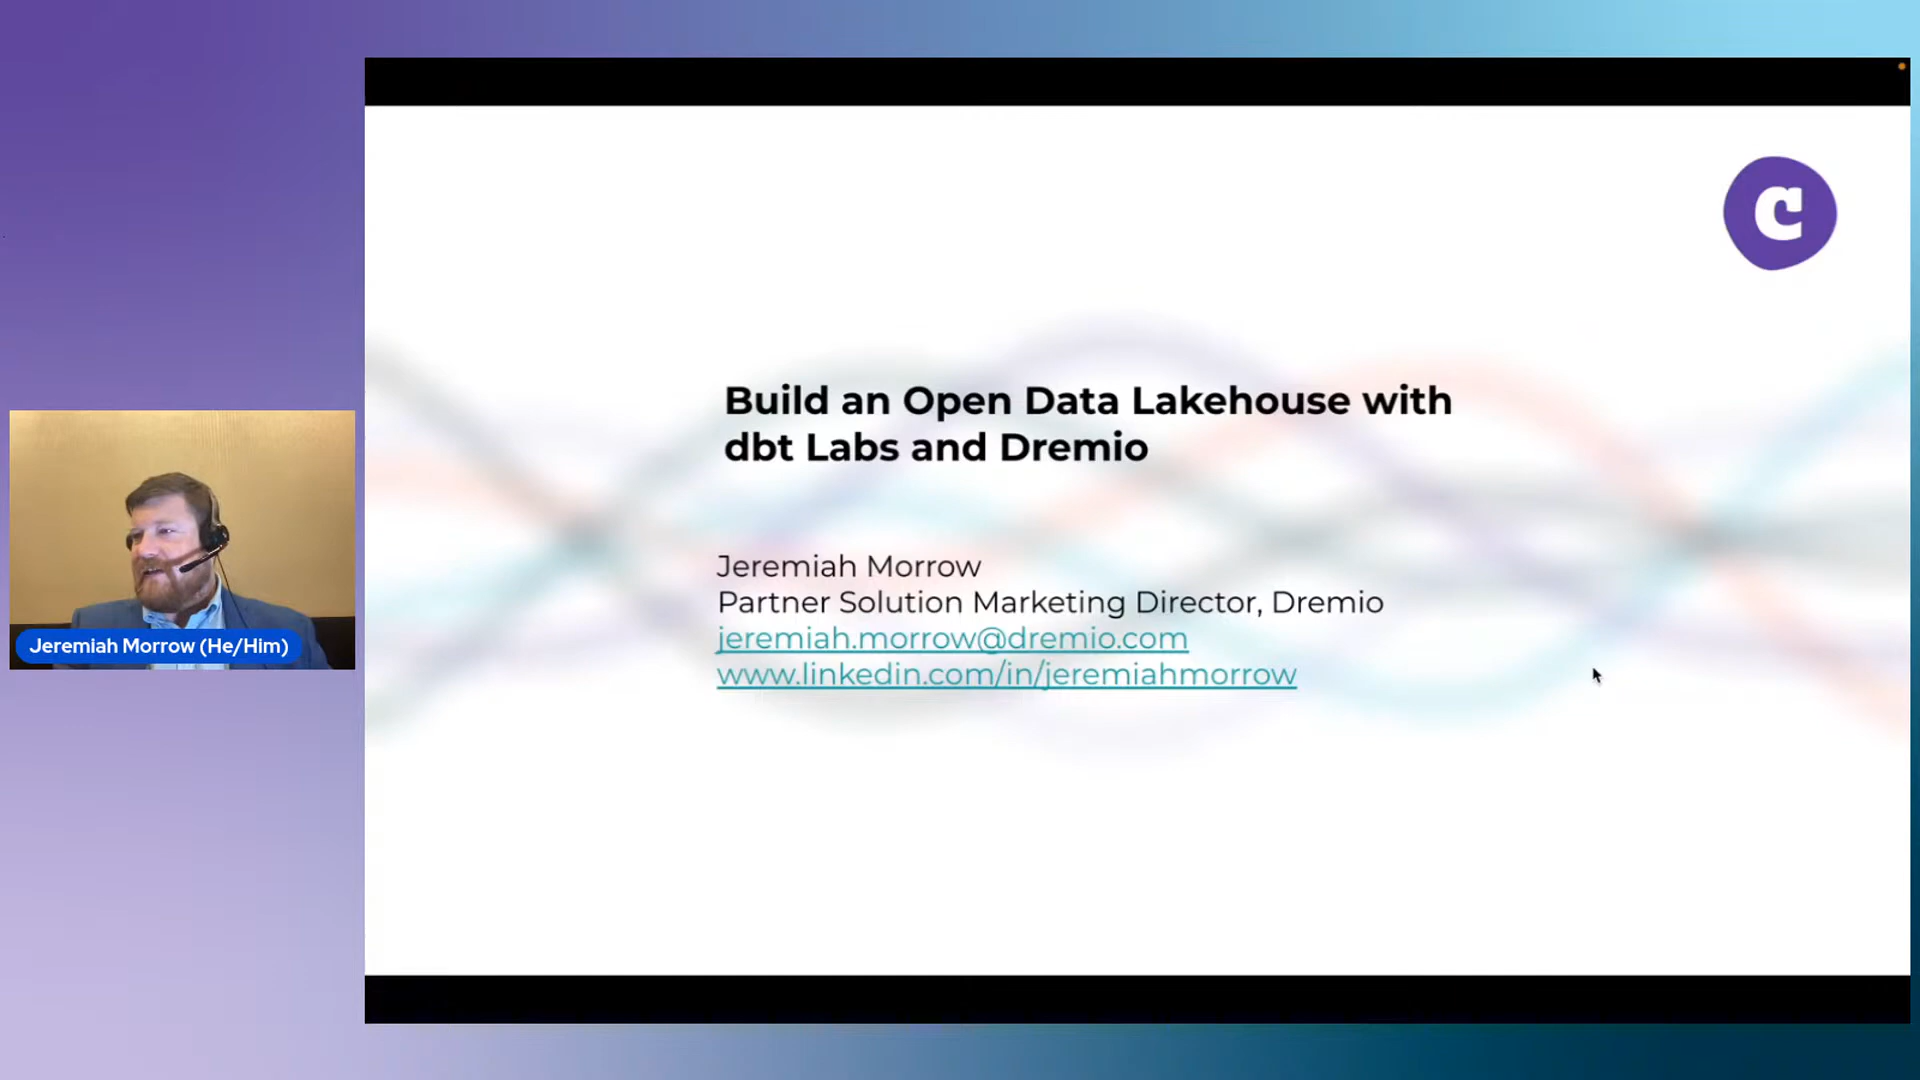 C
Build an Open Data Lakehouse with
dbt Labs and Dremio
Jeremiah Morrow
Partner Solution Marketing Director, Dremio
jeremiah.morrow@dremio.com
www.linkedin.com/in/jeremiahmorrow
Jeremiah Morrow (He/Him)